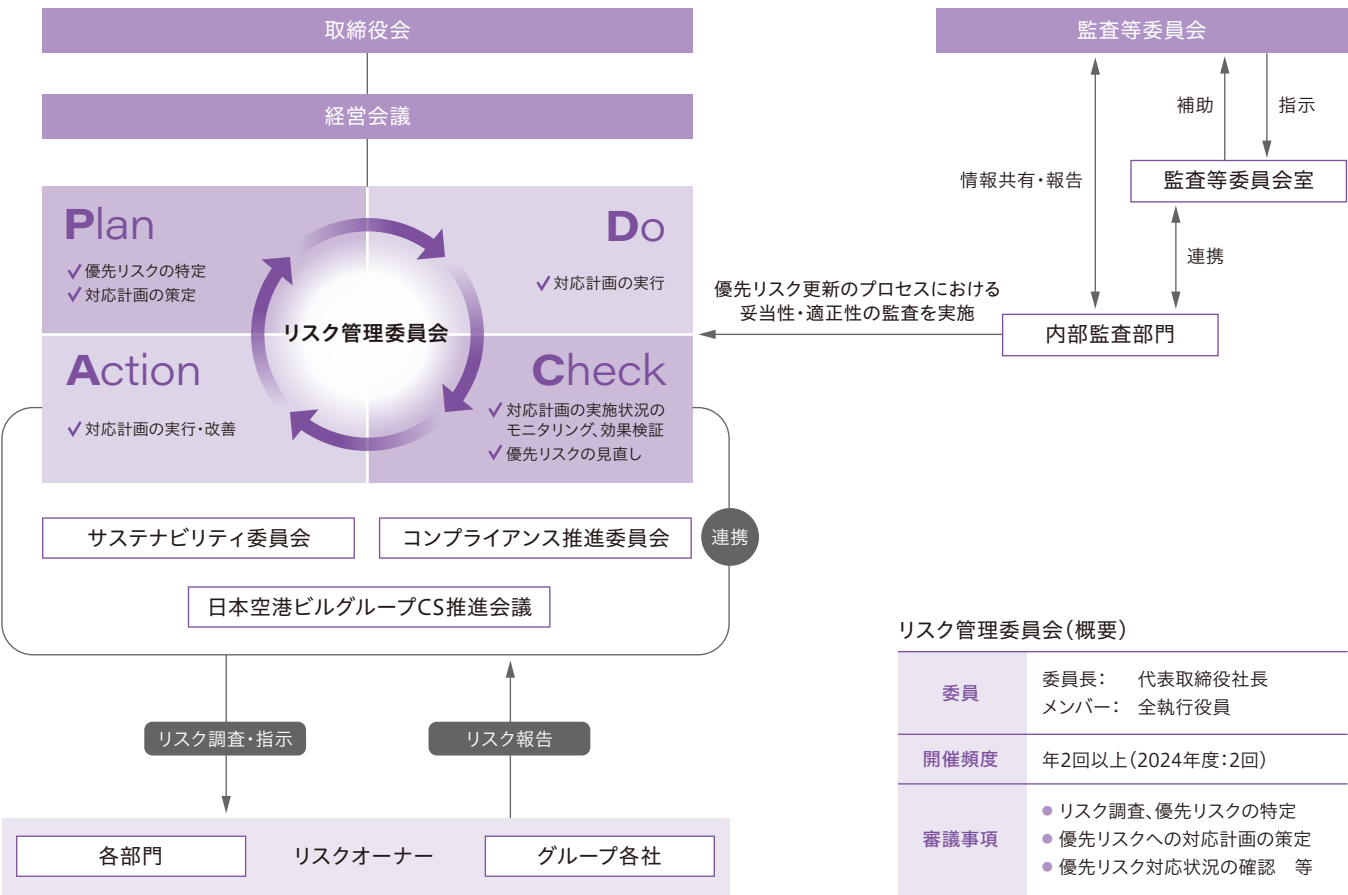 取締役会
経営会議
Plan
✓優先リスクの特定
✓対応計画の策定
Do
✓対応計画の実行
リスク管理委員会
Action
✓対応計画の実行・改善
Check
✓対応計画の実施状況の
モニタリング、効果検証
✓優先リスクの見直し
サステナビリティ委員会
コンプライアンス推進委員会
連携
日本空港ビルグループCS推進会議
リスク調査・指示
リスク報告
各部門
リスクオーナー
グループ各社
監査等委員会
補助
指示
情報共有・報告
監査等委員会室
連携
優先リスク更新のプロセスにおける
妥当性・適正性の監査を実施
内部監査部門
リスク管理委員会（概要）
委員
委員長： 代表取締役社長
メンバー： 全執行役員
開催頻度
年2回以上（2024年度：2回）
審議事項
● リスク調査、優先リスクの特定
● 優先リスクへの対応計画の策定
● 優先リスク対応状況の確認 等